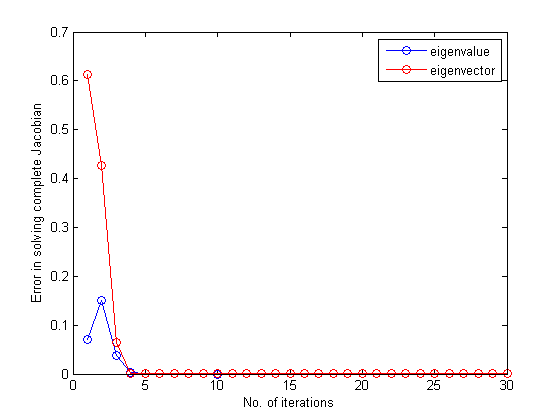 0.7
eigenvalue
eigenvector
0.6
0.5
0.4
0.3
0.2
0.1
0
Error in solving complete Jacobian
0 5 10 15 20 25 30
No. of iterations